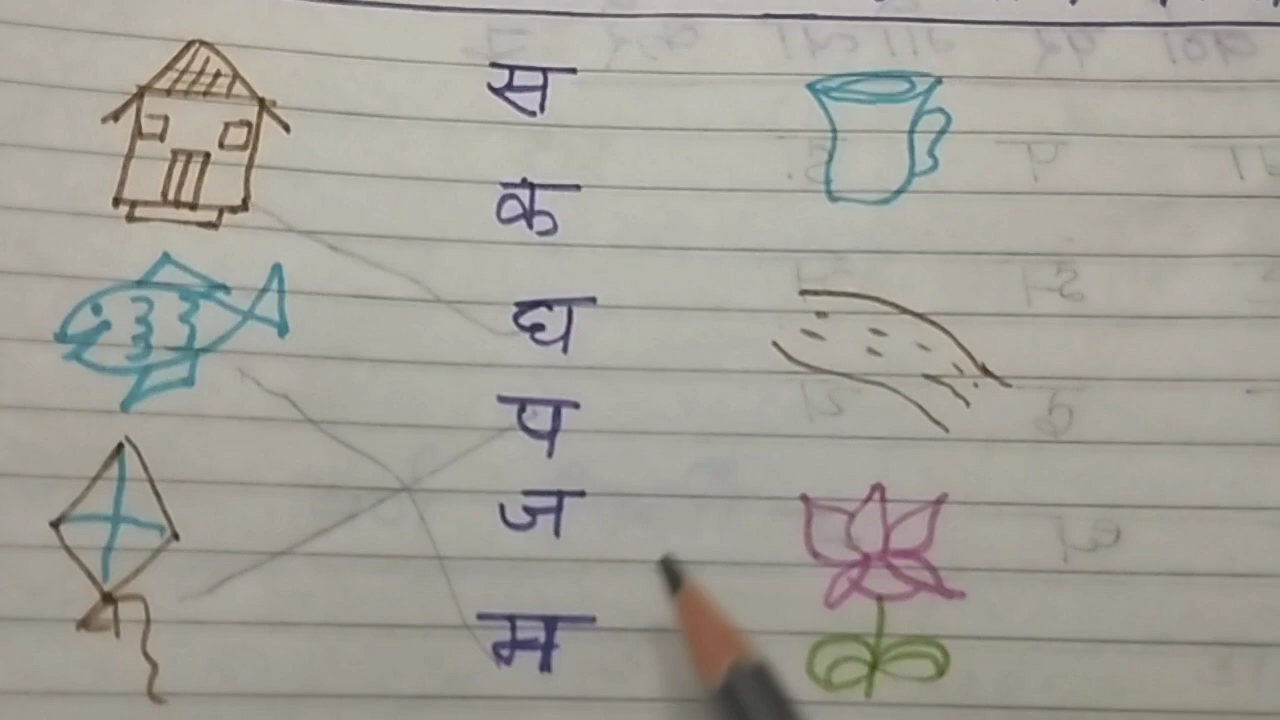 स
क
घ
प
ज
म